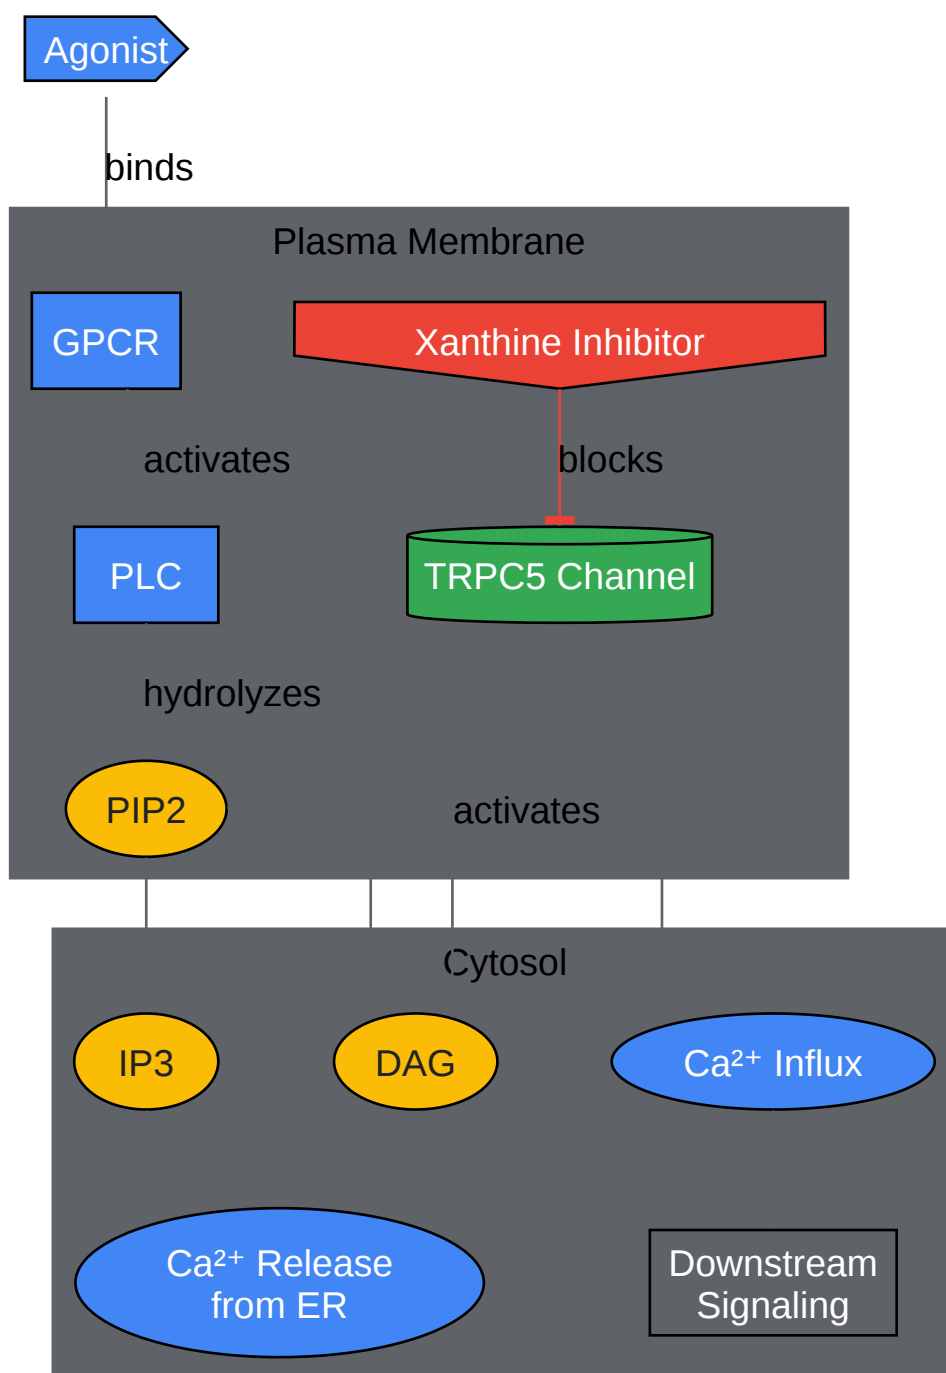 Agonist
binds
Plasma Membrane
GPCR
Xanthine Inhibitor
activates
blocks
PLC
TRPC5 Channel
hydrolyzes
PIP2
activates
Cytosol
IP3
DAG
Ca²⁺ Influx
Ca²⁺ Release
from ER
Downstream
Signaling